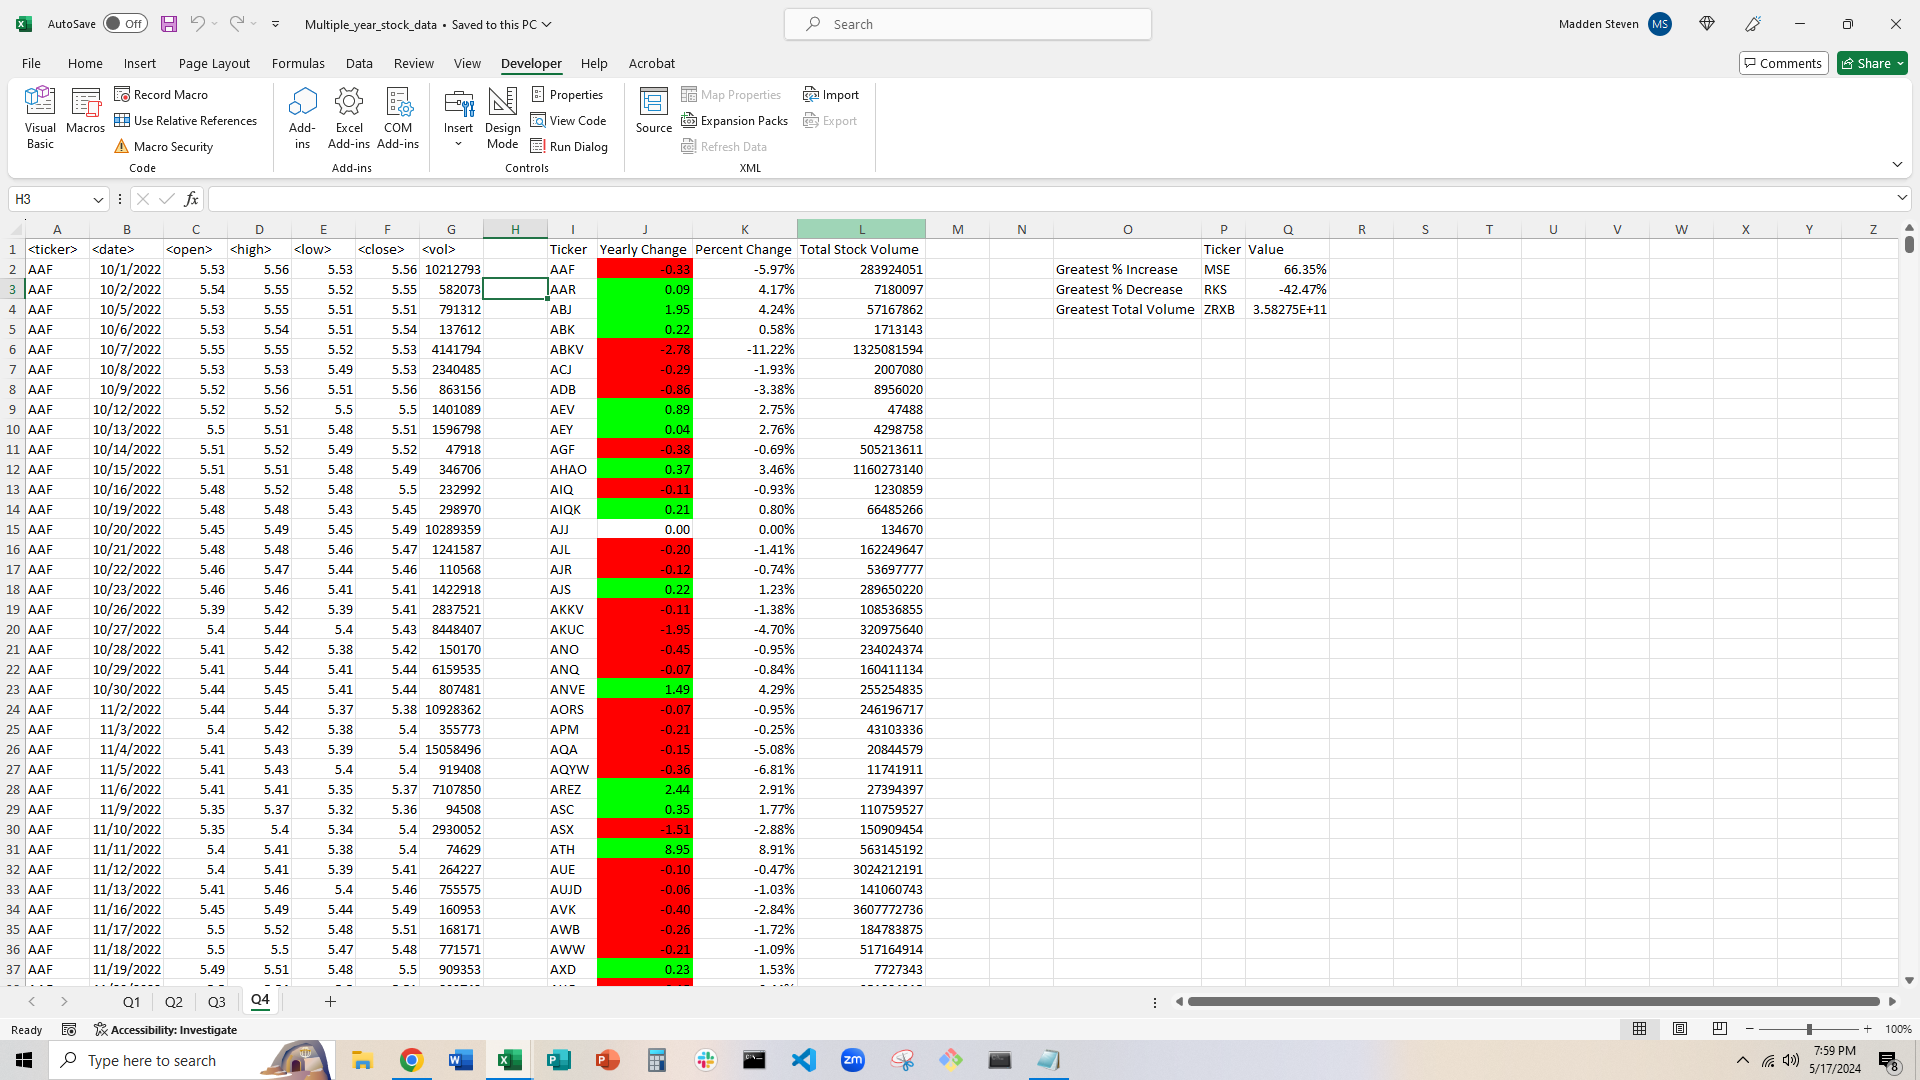 AutoSave Off Multiple_year_stock_data • Saved to this PC Search Madden Steven MS
File Home Insert Page Layout Formulas Data Review View Developer Help Acrobat Comments Share
Visual Basic Macros Record Macro Use Relative References Macro Security Add-ins Excel Add-ins COM Add-ins Insert Design Mode Properties View Code Run Dialog Source Map Properties Expansion Packs Refresh Data Import Export
Code Add-ins Controls XML
H3 fx
A B C D E F G H I J K L M N O P Q R S T U V W X Y Z
1 <ticker> <date> <open> <high> <low> <close> <vol> Ticker Yearly Change Percent Change Total Stock Volume Ticker Value
2 AAF 10/1/2022 5.53 5.56 5.53 5.56 10212793 AAF -0.33 -5.97% 283924051 Greatest % Increase MSE 66.35%
3 AAF 10/2/2022 5.54 5.55 5.52 5.55 582073 AAR 0.09 4.17% 7180097 Greatest % Decrease RKS -42.47%
4 AAF 10/5/2022 5.53 5.55 5.51 5.51 791312 ABJ 1.95 4.24% 57167862 Greatest Total Volume ZRXB 3.58275E+11
5 AAF 10/6/2022 5.53 5.54 5.51 5.54 137612 ABK 0.22 0.58% 1713143
6 AAF 10/7/2022 5.55 5.55 5.52 5.53 4141794 ABKV -2.78 -11.22% 1325081594
7 AAF 10/8/2022 5.53 5.53 5.49 5.53 2340485 ACJ -0.29 -1.93% 2007080
8 AAF 10/9/2022 5.52 5.56 5.51 5.56 863156 ADB -0.86 -3.38% 8956020
9 AAF 10/12/2022 5.52 5.52 5.5 5.5 1401089 AEV 0.89 2.75% 47488
10 AAF 10/13/2022 5.5 5.51 5.48 5.51 1596798 AEY 0.04 2.76% 4298758
11 AAF 10/14/2022 5.51 5.52 5.49 5.52 47918 AGF -0.38 -0.69% 505213611
12 AAF 10/15/2022 5.51 5.51 5.48 5.49 346706 AHAO 0.37 3.46% 1160273140
13 AAF 10/16/2022 5.48 5.52 5.48 5.5 232992 AIQ -0.11 -0.93% 1230859
14 AAF 10/19/2022 5.48 5.48 5.43 5.45 298970 AIQK 0.21 0.80% 66485266
15 AAF 10/20/2022 5.45 5.49 5.45 5.49 10289359 AJJ 0.00 0.00% 134670
16 AAF 10/21/2022 5.48 5.48 5.46 5.47 1241587 AJL -0.20 -1.41% 162249647
17 AAF 10/22/2022 5.46 5.47 5.44 5.46 110568 AJR -0.12 -0.74% 53697777
18 AAF 10/23/2022 5.46 5.46 5.41 5.41 1422918 AJS 0.22 1.23% 289650220
19 AAF 10/26/2022 5.39 5.42 5.39 5.41 2837521 AKKV -0.11 -1.38% 108536855
20 AAF 10/27/2022 5.4 5.44 5.4 5.43 8448407 AKUC -1.95 -4.70% 320975640
21 AAF 10/28/2022 5.41 5.42 5.38 5.42 150170 ANO -0.45 -0.95% 234024374
22 AAF 10/29/2022 5.41 5.44 5.41 5.44 6159535 ANQ -0.07 -0.84% 160411134
23 AAF 10/30/2022 5.44 5.45 5.41 5.44 807481 ANVE 1.49 4.29% 255254835
24 AAF 11/2/2022 5.44 5.44 5.37 5.38 10928362 AORS -0.07 -0.95% 246196717
25 AAF 11/3/2022 5.4 5.42 5.38 5.4 355773 APM -0.21 -0.25% 43103336
26 AAF 11/4/2022 5.41 5.43 5.39 5.4 15058496 AQA -0.15 -5.08% 20844579
27 AAF 11/5/2022 5.41 5.43 5.4 5.4 919408 AQYW -0.36 -6.81% 11741911
28 AAF 11/6/2022 5.41 5.41 5.35 5.37 7107850 AREZ 2.44 2.91% 27394397
29 AAF 11/9/2022 5.35 5.37 5.32 5.36 94508 ASC 0.35 1.77% 110759527
30 AAF 11/10/2022 5.35 5.4 5.34 5.4 2930052 ASX -1.51 -2.88% 150909454
31 AAF 11/11/2022 5.4 5.41 5.38 5.4 74629 ATH 8.95 8.91% 563145192
32 AAF 11/12/2022 5.4 5.41 5.39 5.41 264227 AUE -0.10 -0.47% 3024212191
33 AAF 11/13/2022 5.41 5.46 5.4 5.46 755575 AUJD -0.06 -1.03% 141060743
34 AAF 11/16/2022 5.45 5.49 5.44 5.49 160953 AVK -0.40 -2.84% 3607772736
35 AAF 11/17/2022 5.5 5.52 5.48 5.51 168171 AWB -0.26 -1.72% 184783875
36 AAF 11/18/2022 5.5 5.5 5.47 5.48 771571 AWW -0.21 -1.09% 517164914
37 AAF 11/19/2022 5.49 5.51 5.48 5.5 909353 AXD 0.23 1.53% 7727343
Q1 Q2 Q3 Q4
Ready Accessibility: Investigate 100%
Type here to search zm 7:59 PM
5/17/2024 8